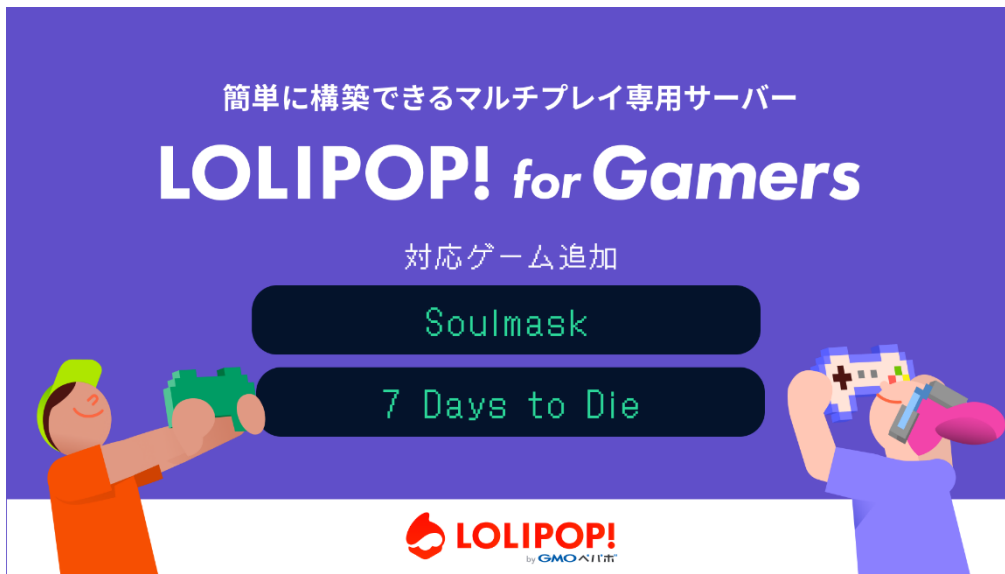 簡単に構築できるマルチプレイ専用サーバー
LOLIPOP! for Gamers
対応ゲーム追加
Soulmask
7 Days to Die
LOLIPOP!
by GMOペパボ